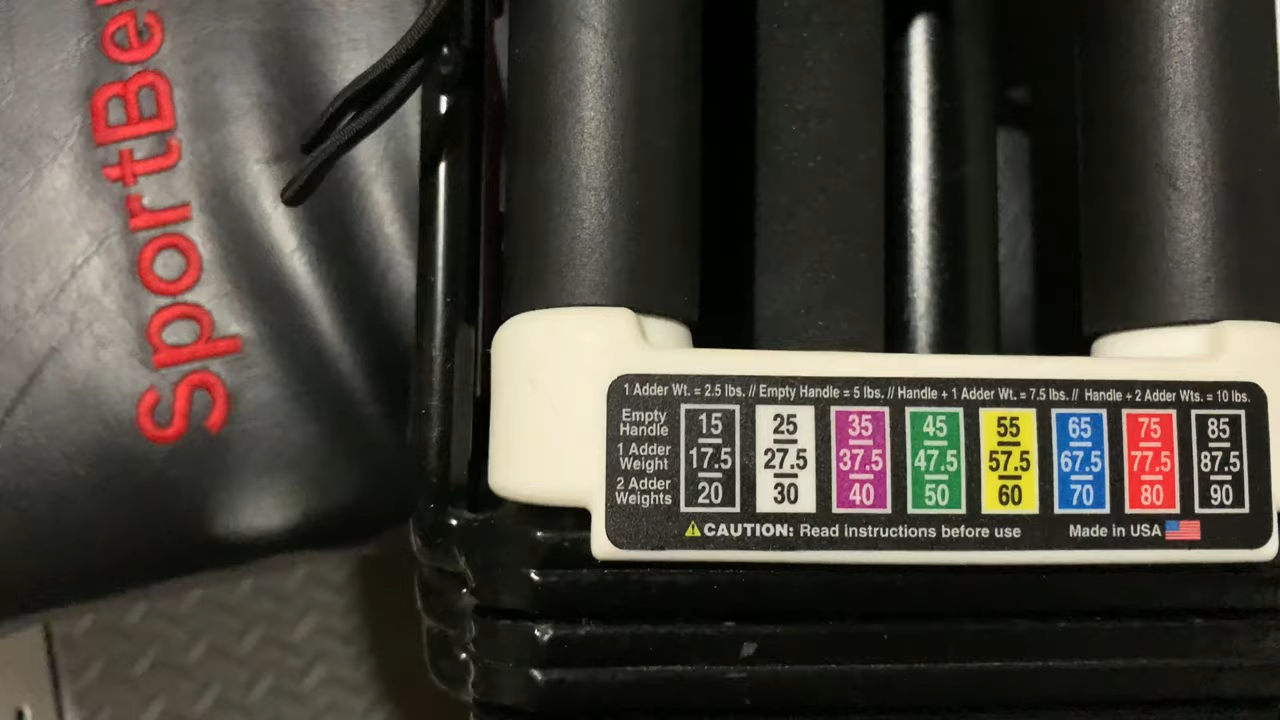 SportBe
1 Adder Wt. = 2.5 lbs. // Empty Handle = 5 lbs. // Handle + 1 Adder Wt. = 7.5 lbs. // Handle + 2 Adder Wts. = 10 lbs.
Empty Handle 15 25 35 45 55 65 75 85
1 Adder Weight 17.5 27.5 37.5 47.5 57.5 67.5 77.5 87.5
2 Adder Weights 20 30 40 50 60 70 80 90
CAUTION: Read instructions before use Made in USA